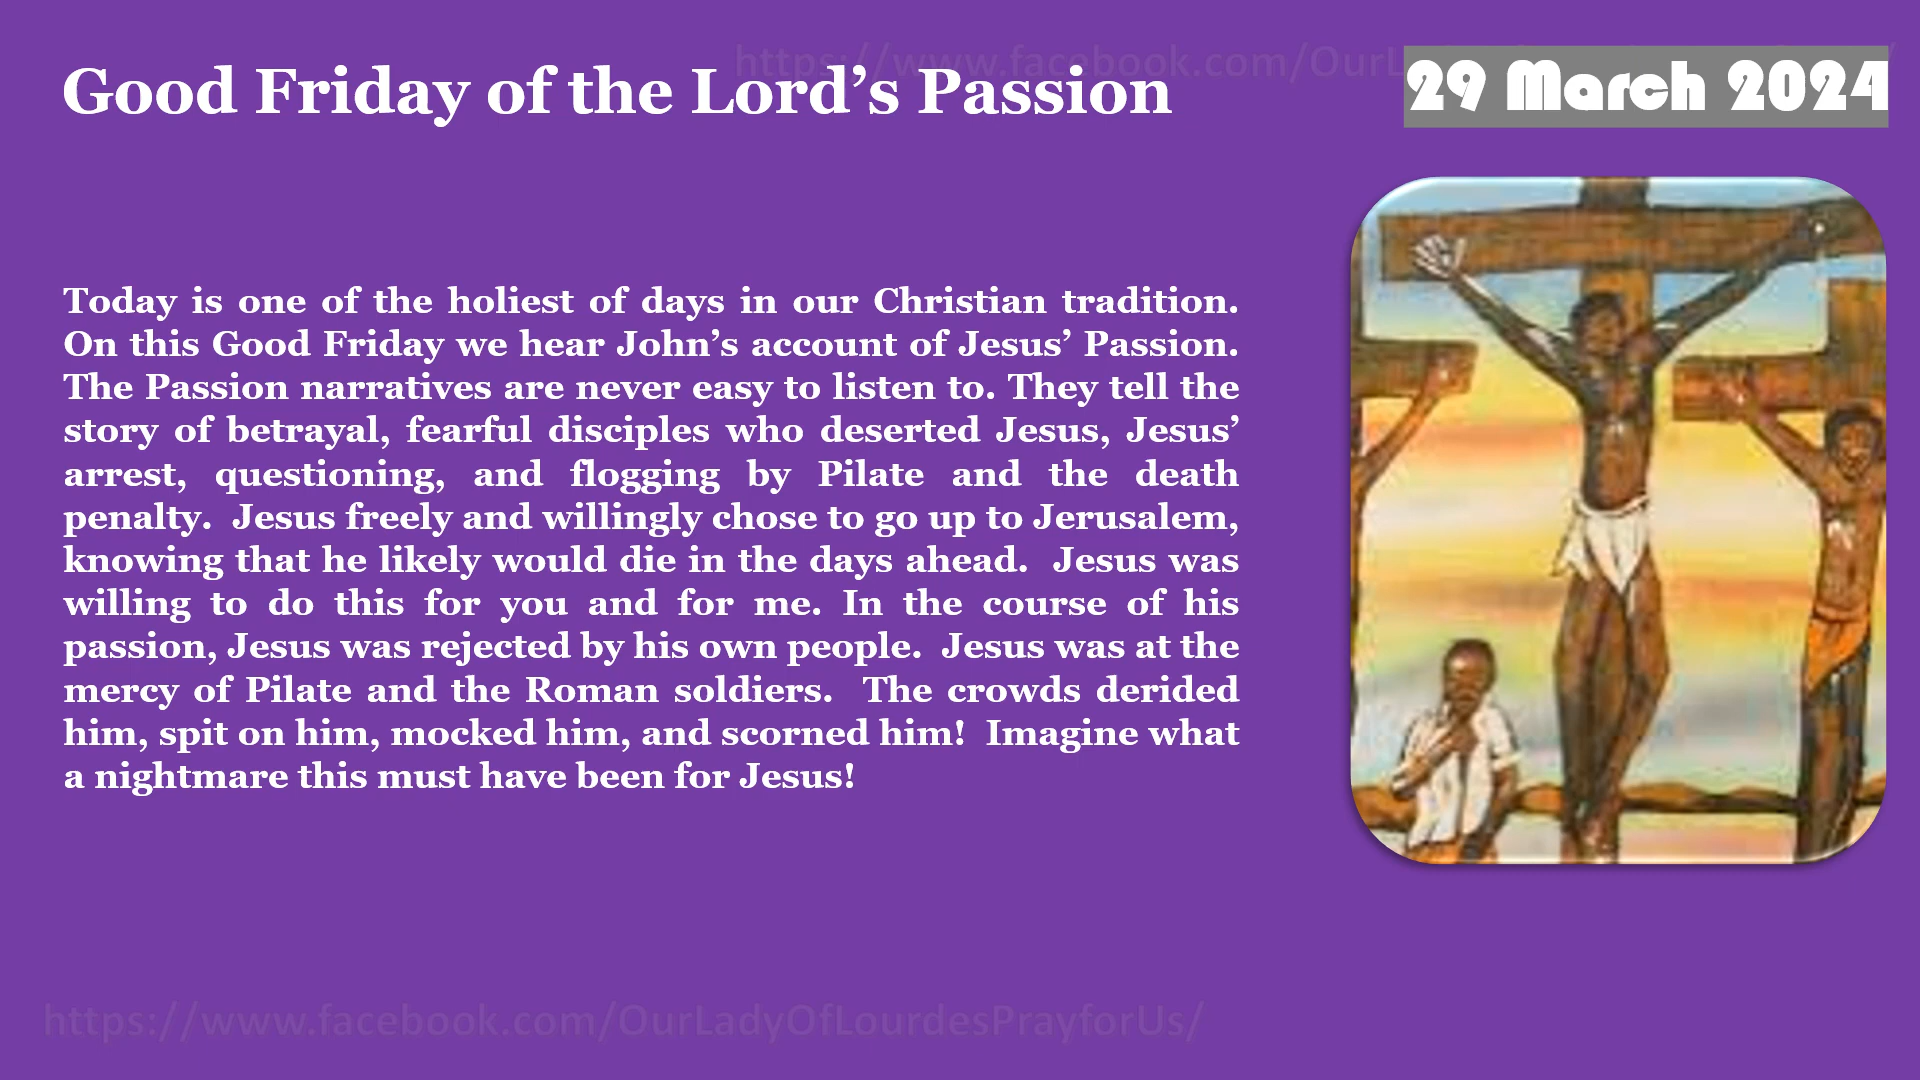 https://www.facebook.com/OurL
Good Friday of the Lord’s Passion
29 March 2024
Today is one of the holiest of days in our Christian tradition.
On this Good Friday we hear John’s account of Jesus’ Passion.
The Passion narratives are never easy to listen to. They tell the
story of betrayal, fearful disciples who deserted Jesus, Jesus’
arrest, questioning, and flogging by Pilate and the death
penalty.  Jesus freely and willingly chose to go up to Jerusalem,
knowing that he likely would die in the days ahead.  Jesus was
willing to do this for you and for me. In the course of his
passion, Jesus was rejected by his own people.  Jesus was at the
mercy of Pilate and the Roman soldiers.  The crowds derided
him, spit on him, mocked him, and scorned him!  Imagine what
a nightmare this must have been for Jesus!
https://www.facebook.com/OurLadyOfLourdesPrayforUs/